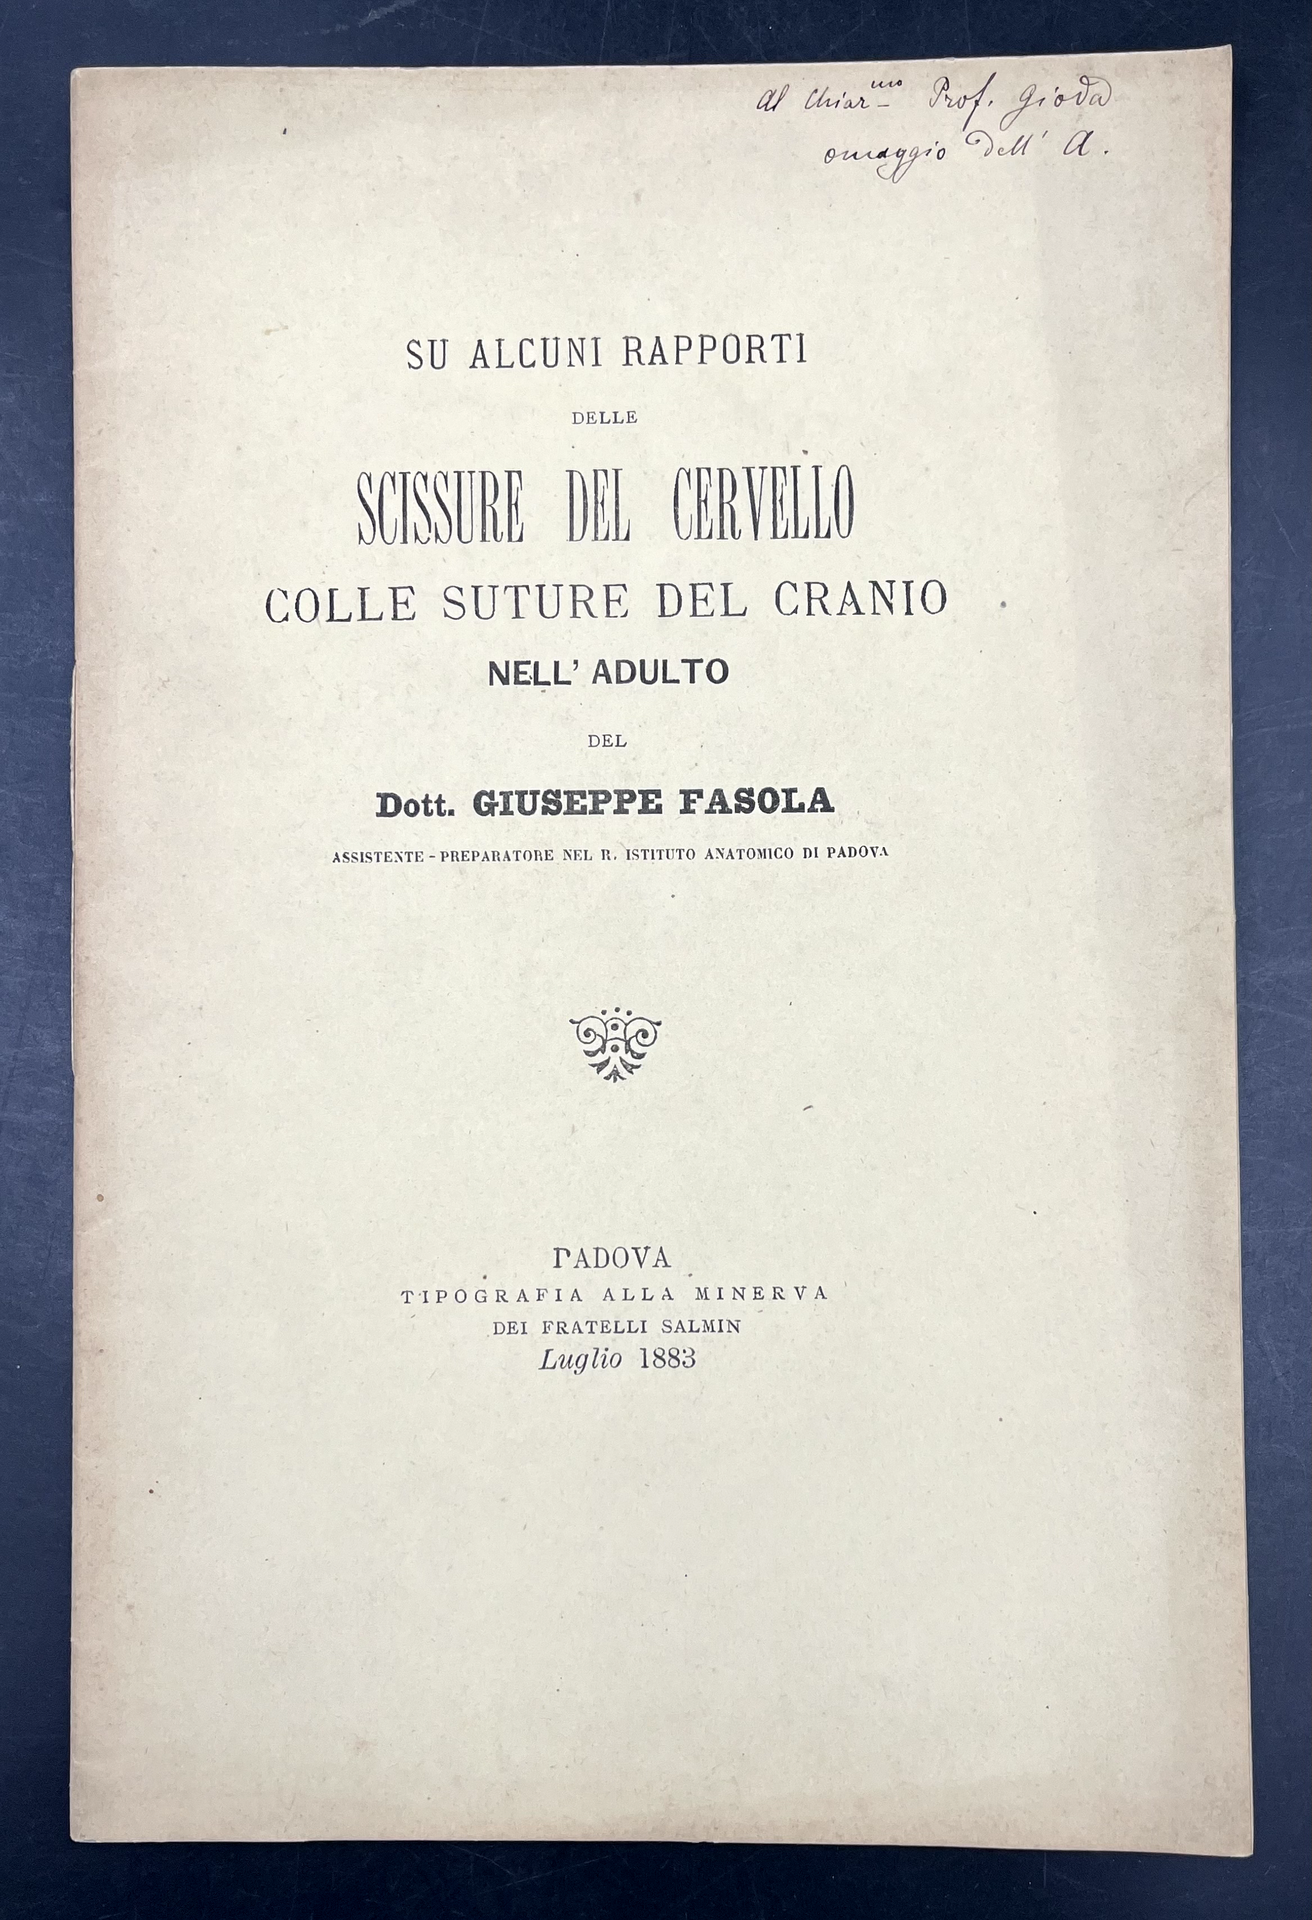 Al Chiar.mo Prof. Gioda
omaggio dell' A.
SU ALCUNI RAPPORTI
DELLE
SCISSURE DEL CERVELLO
COLLE SUTURE DEL CRANIO
NELL' ADULTO
DEL
Dott. GIUSEPPE FASOLA
ASSISTENTE - PREPARATORE NEL R. ISTITUTO ANATOMICO DI PADOVA
PADOVA
TIPOGRAFIA ALLA MINERVA
DEI FRATELLI SALMIN
Luglio 1883